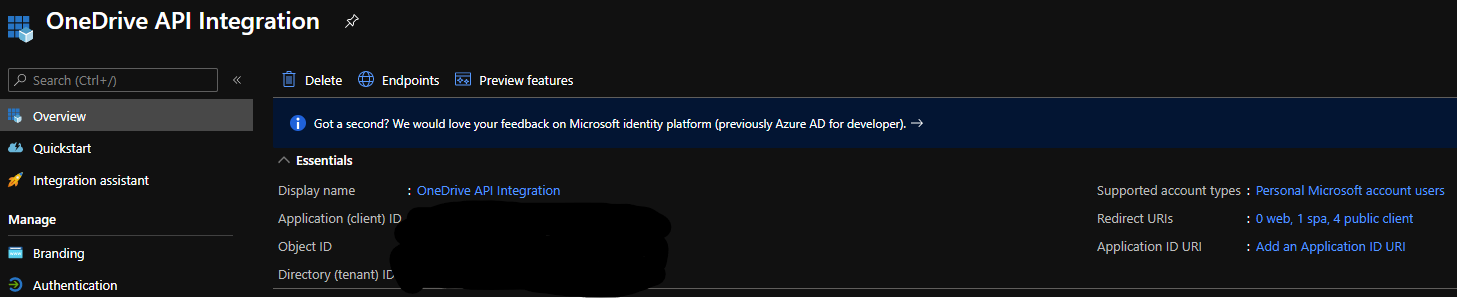 OneDrive API Integration
Search (Ctrl+/)
«
Delete
Endpoints
Preview features
Overview
Got a second? We would love your feedback on Microsoft identity platform (previously Azure AD for developer). →
Quickstart
Essentials
Integration assistant
Display name : OneDrive API Integration
Supported account types : Personal Microsoft account users
Manage
Application (client) ID
Redirect URIs : 0 web, 1 spa, 4 public client
Branding
Object ID
Application ID URI : Add an Application ID URI
Authentication
Directory (tenant) ID